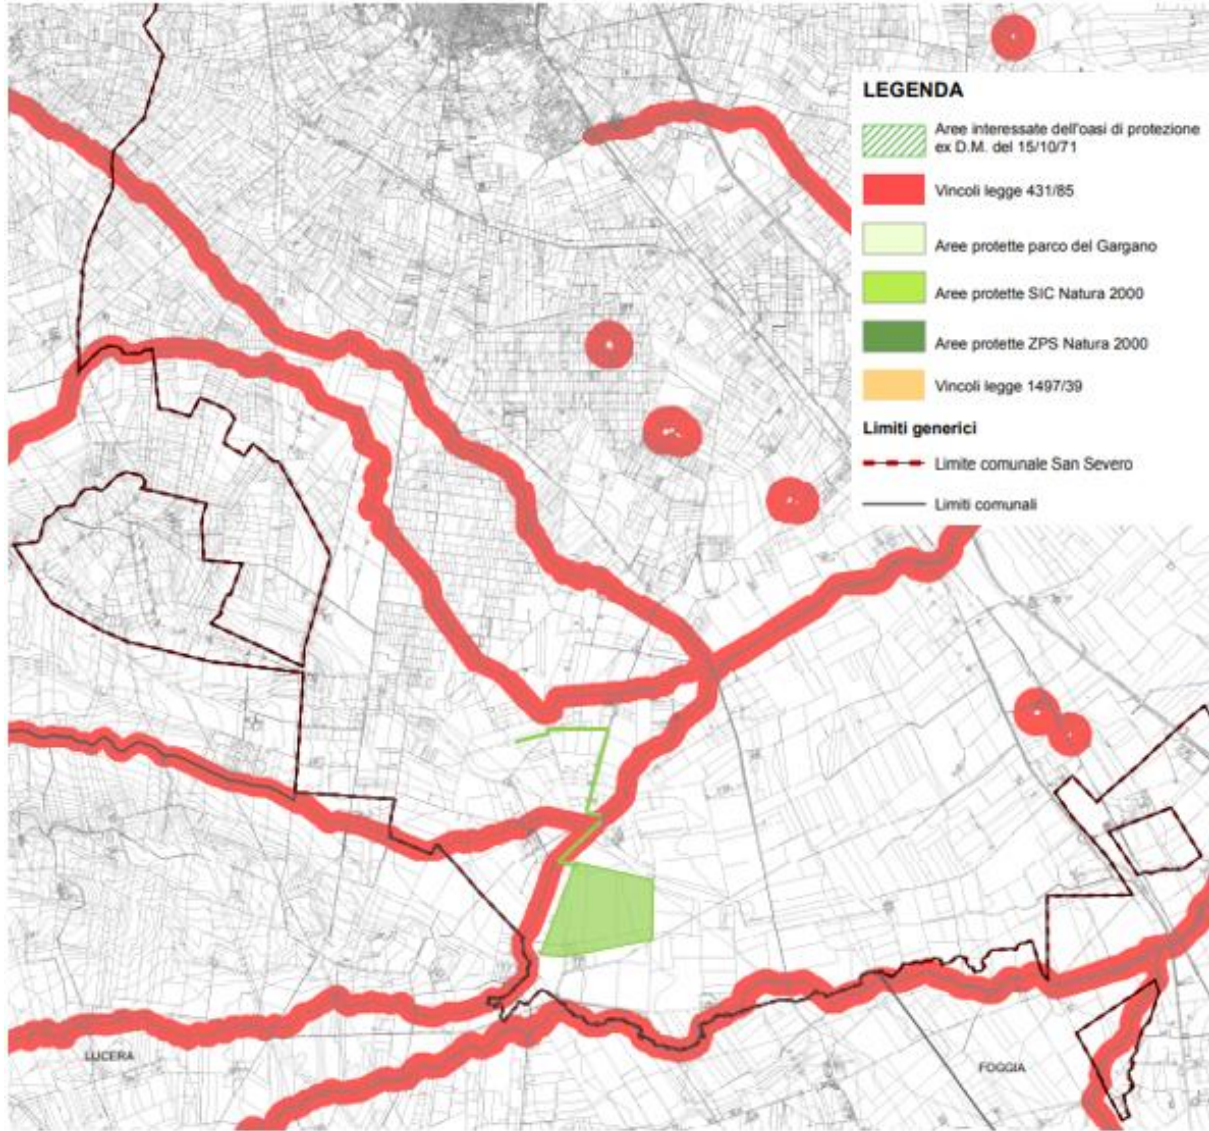 LEGENDA
Aree interessate dell'oasi di protezione
ex D.M. del 15/10/71
Vincoli legge 431/85
Aree protette parco del Gargano
Aree protette SIC Natura 2000
Aree protette ZPS Natura 2000
Vincoli legge 1497/39
Limiti generici
Limite comunale San Severo
Limiti comunali
LUCERA
FOGGIA